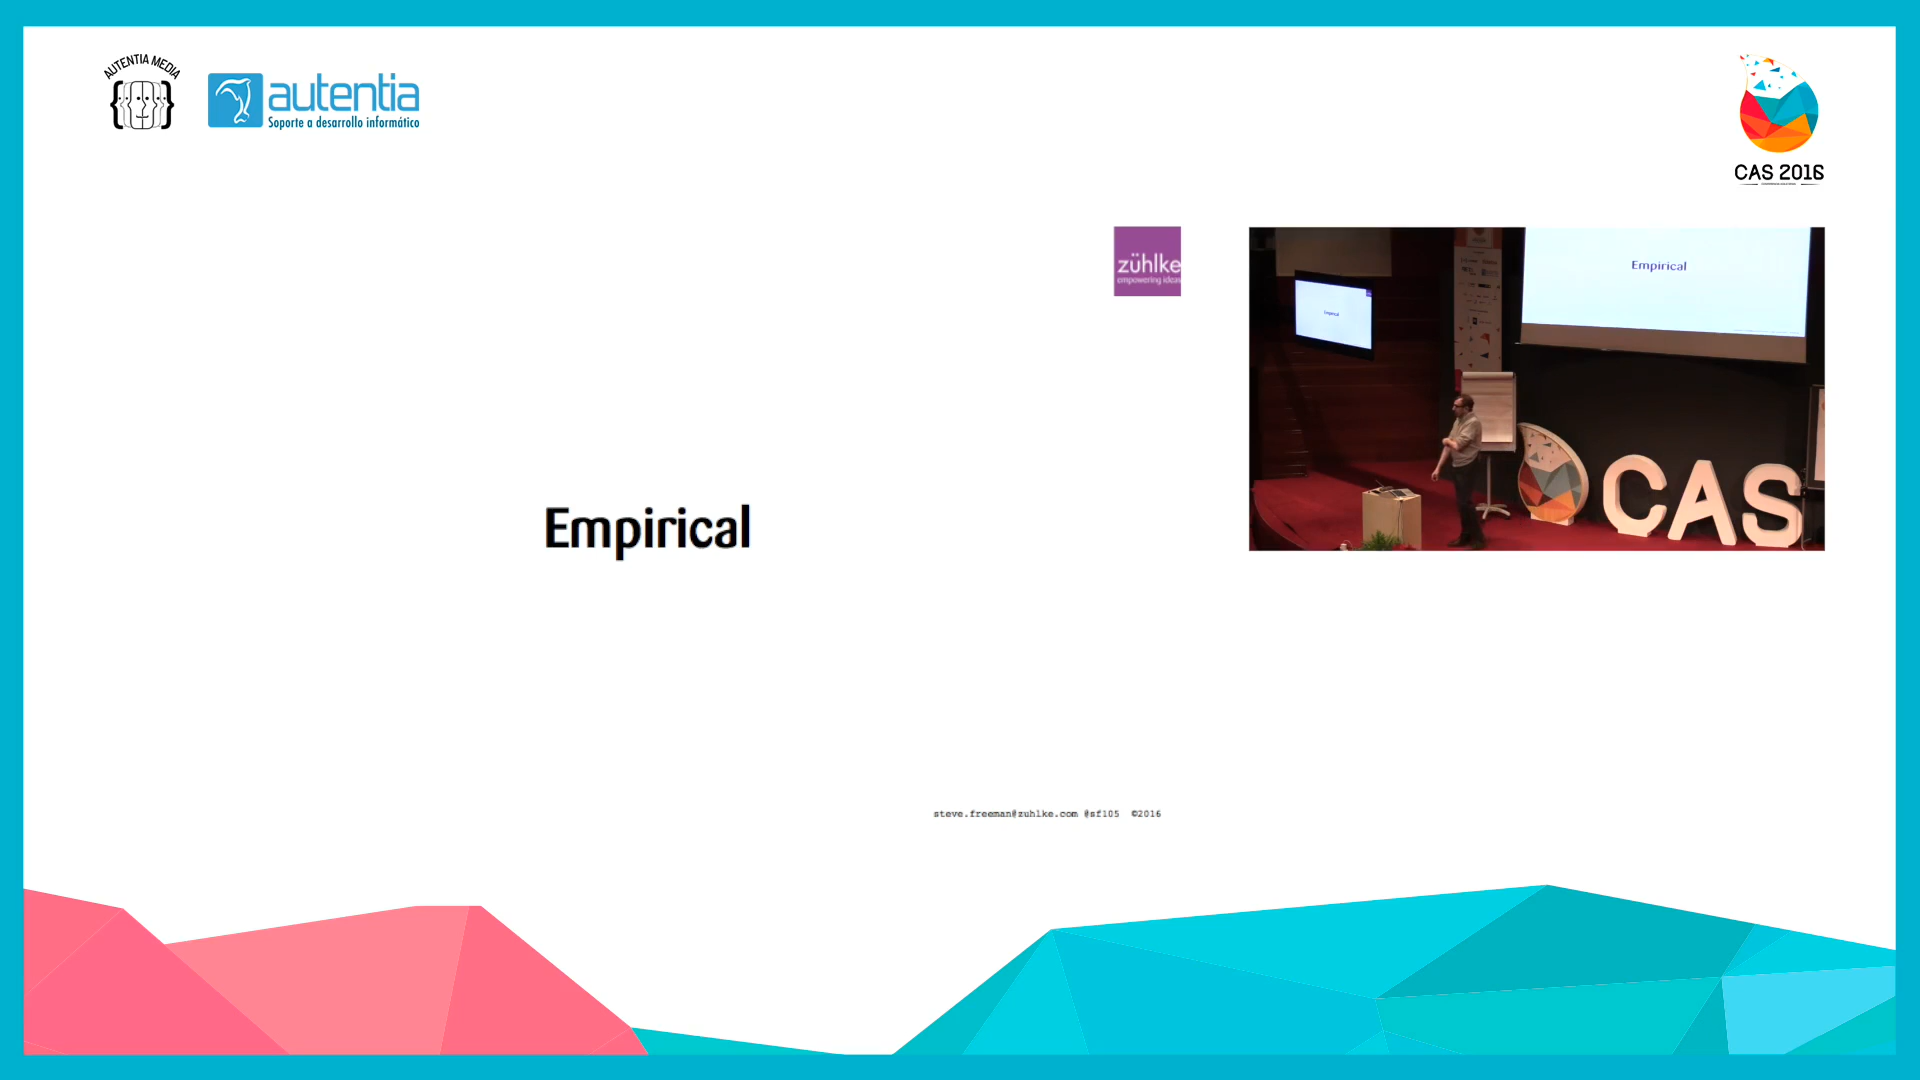 AUTENTIA MEDIA
autentia
Soporte a desarrollo informático
CAS 2016
zühlke
empowering ideas
Empirical
Empirical
Empirical
CAS
steve.freeman@zuhlke.com @sf105 ©2016